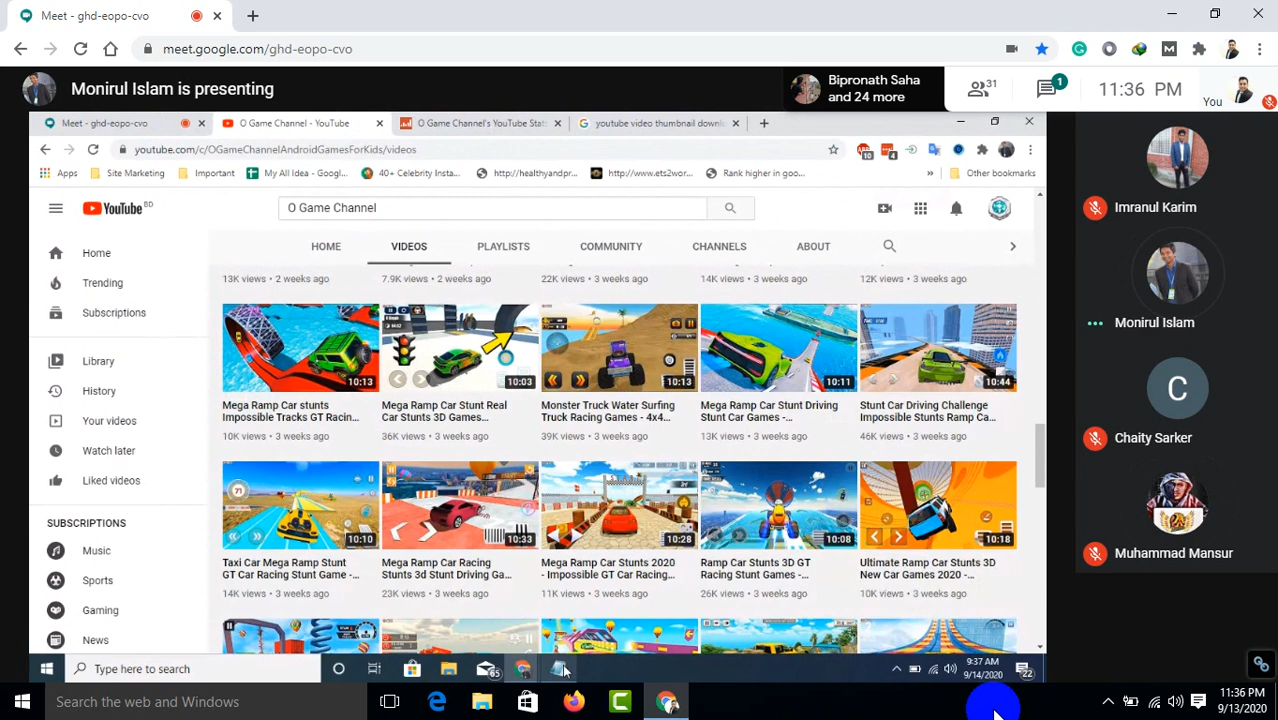 Meet - ghd-eopo-cvo
meet.google.com/ghd-eopo-cvo
Monirul Islam is presenting
Bipronath Saha
and 24 more
31
1
11:36 PM
You
Meet - ghd-eopo-cvo
O Game Channel - YouTube
O Game Channel's YouTube Stats
youtube video thumbnail downl
youtube.com/c/OGameChannelAndroidGamesForKids/videos
10
4
Apps
Site Marketing
Important
My All Idea - Googl...
40+ Celebrity Insta...
http://healthyandpr...
http://www.ets2wor...
Rank higher in goo...
»
Other bookmarks
YouTube BD
O Game Channel
HOME
VIDEOS
PLAYLISTS
COMMUNITY
CHANNELS
ABOUT
Home
Trending
Subscriptions
Library
History
Your videos
Watch later
Liked videos
SUBSCRIPTIONS
Music
Sports
Gaming
News
13K views • 2 weeks ago
7.9K views • 2 weeks ago
22K views • 3 weeks ago
14K views • 3 weeks ago
12K views • 3 weeks ago
10:13
10:03
10:13
10:11
10:44
Mega Ramp Car stunts
Impossible Tracks GT Racin...
10K views • 3 weeks ago
Mega Ramp Car Stunt Real
Car Stunts 3D Games...
36K views • 3 weeks ago
Monster Truck Water Surfing
Truck Racing Games - 4x4...
39K views • 3 weeks ago
Mega Ramp Car Stunt Driving
Stunt Car Games -...
13K views • 3 weeks ago
Stunt Car Driving Challenge
Impossible Stunts Ramp Ca...
46K views • 3 weeks ago
71
10:10
10:33
10:28
10:08
10:18
Taxi Car Mega Ramp Stunt
GT Car Racing Stunt Game -...
14K views • 3 weeks ago
Mega Ramp Car Racing
Stunts 3d Stunt Driving Ga...
23K views • 3 weeks ago
Mega Ramp Car Stunts 2020
- Impossible GT Car Racing...
11K views • 3 weeks ago
Ramp Car Stunts 3D GT
Racing Stunt Games -...
26K views • 3 weeks ago
Ultimate Ramp Car Stunts 3D
New Car Games 2020 -...
10K views • 3 weeks ago
Imranul Karim
Monirul Islam
C
Chaity Sarker
Muhammad Mansur
Type here to search
65
9:37 AM
9/14/2020
22
Search the web and Windows
11:36 PM
9/13/2020